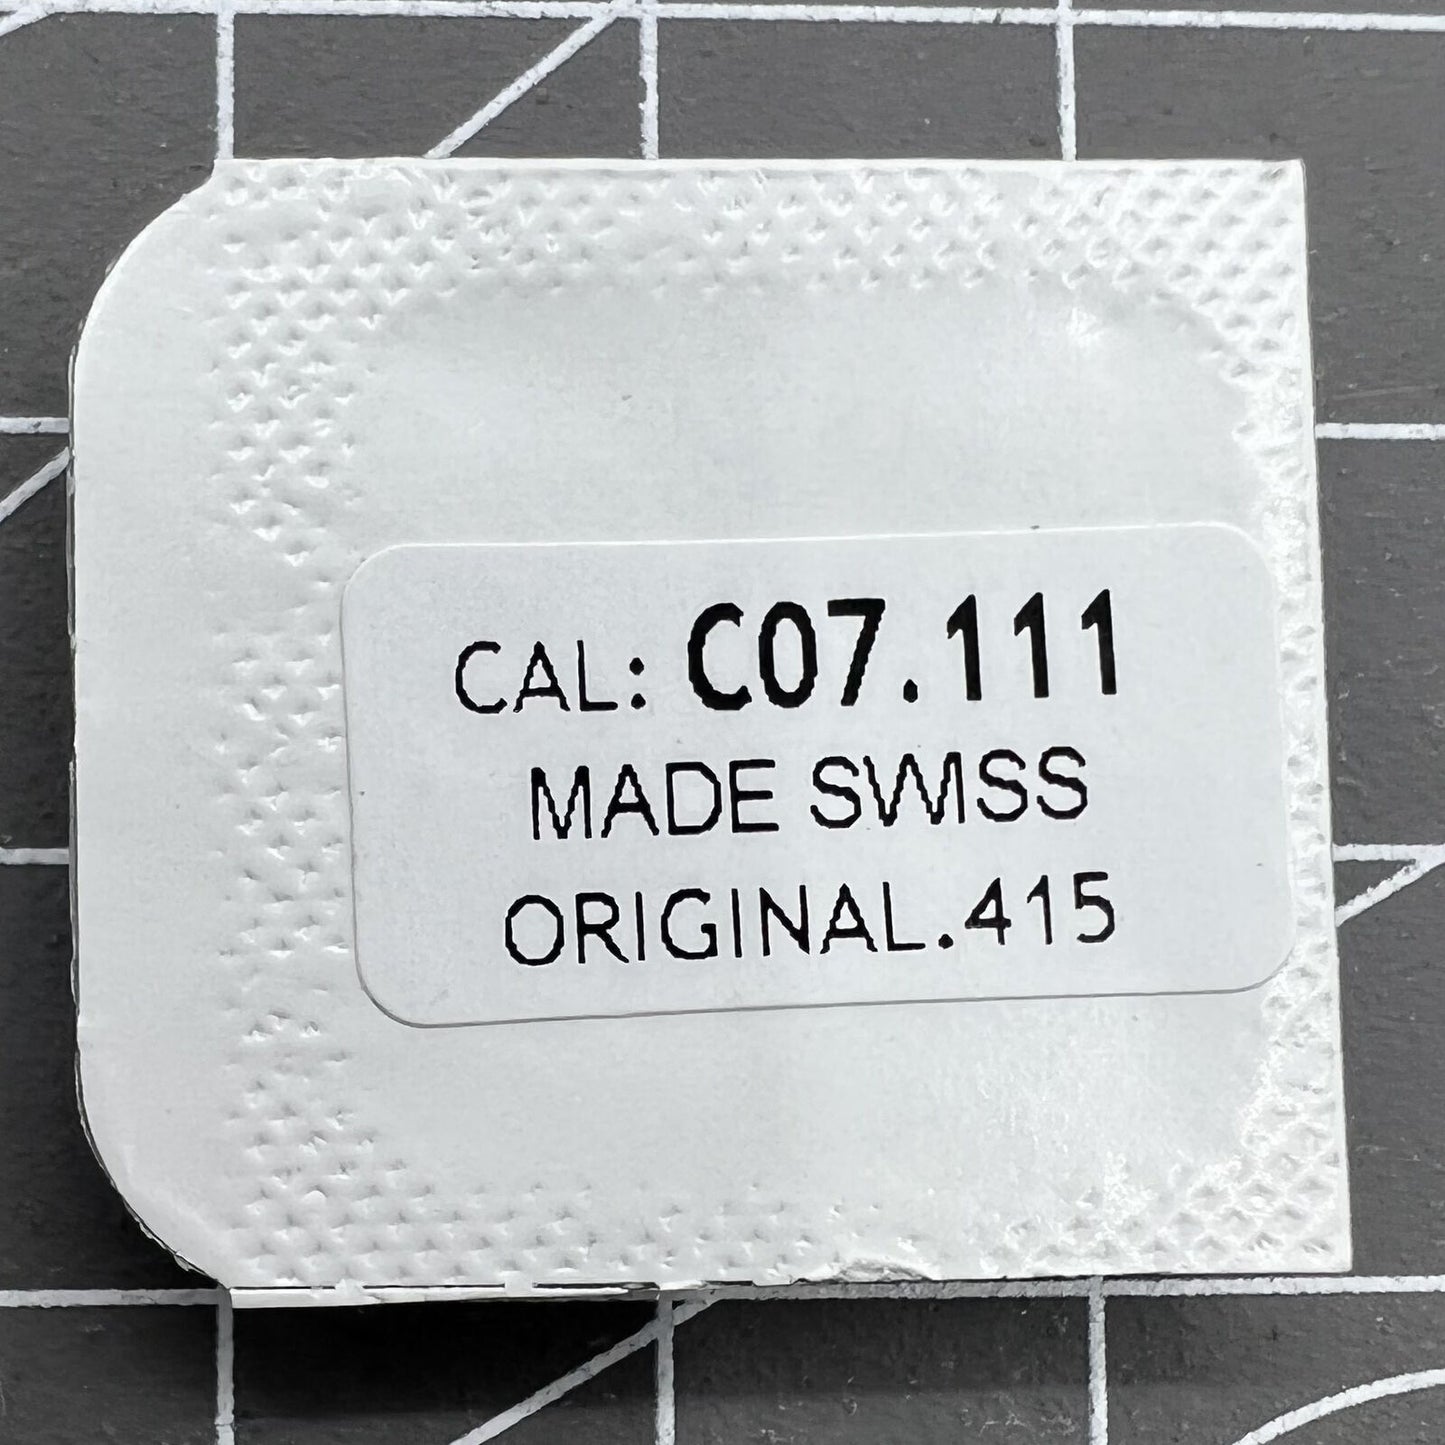 CAL: C07.111
MADE SWISS
ORIGINAL.415